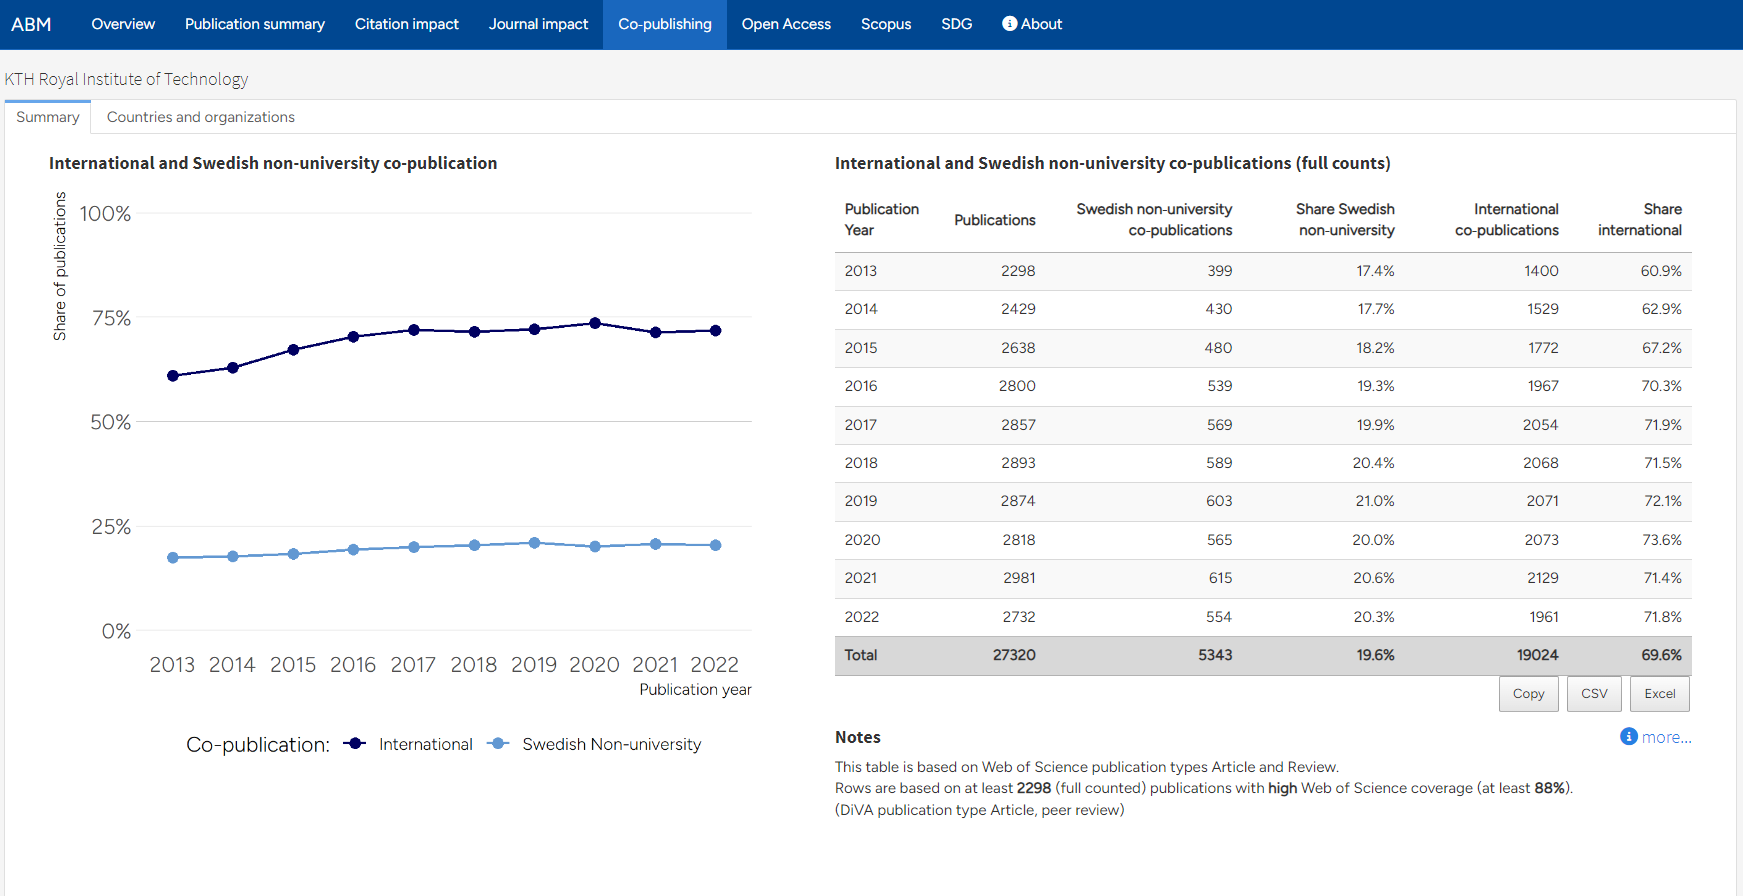 ABM Overview Publication summary Citation impact Journal impact Co-publishing Open Access Scopus SDG About
KTH Royal Institute of Technology
Summary Countries and organizations
International and Swedish non-university co-publication
Share of publications
100%
75%
50%
25%
0%
2013 2014 2015 2016 2017 2018 2019 2020 2021 2022
Publication year
Co-publication: International Swedish Non-university
International and Swedish non-university co-publications (full counts)
Publication Year Publications Swedish non-university co-publications Share Swedish non-university International co-publications Share international
2013 2298 399 17.4% 1400 60.9%
2014 2429 430 17.7% 1529 62.9%
2015 2638 480 18.2% 1772 67.2%
2016 2800 539 19.3% 1967 70.3%
2017 2857 569 19.9% 2054 71.9%
2018 2893 589 20.4% 2068 71.5%
2019 2874 603 21.0% 2071 72.1%
2020 2818 565 20.0% 2073 73.6%
2021 2981 615 20.6% 2129 71.4%
2022 2732 554 20.3% 1961 71.8%
Total 27320 5343 19.6% 19024 69.6%
Copy CSV Excel
Notes more...
This table is based on Web of Science publication types Article and Review.
Rows are based on at least 2298 (full counted) publications with high Web of Science coverage (at least 88%).
(DiVA publication type Article, peer review)